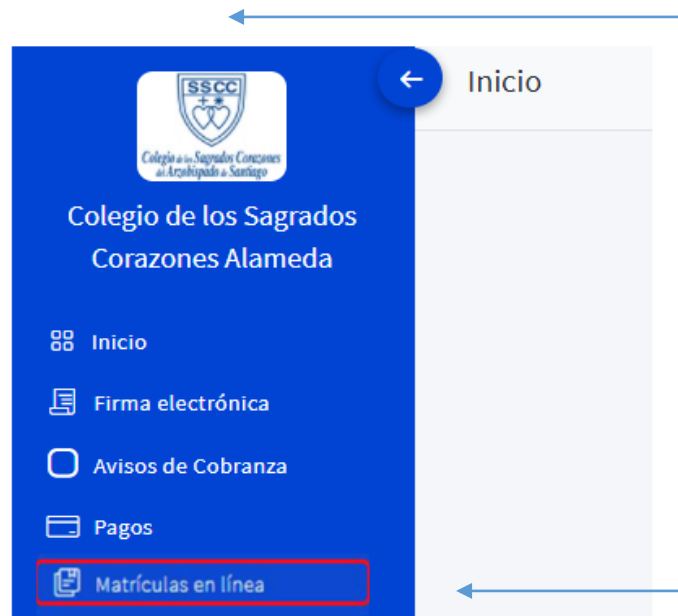 SSCC
Colegio de los Sagrados Corazones
del Arzobispado de Santiago
Inicio
Colegio de los Sagrados
Corazones Alameda
Inicio
Firma electrónica
Avisos de Cobranza
Pagos
Matrículas en línea